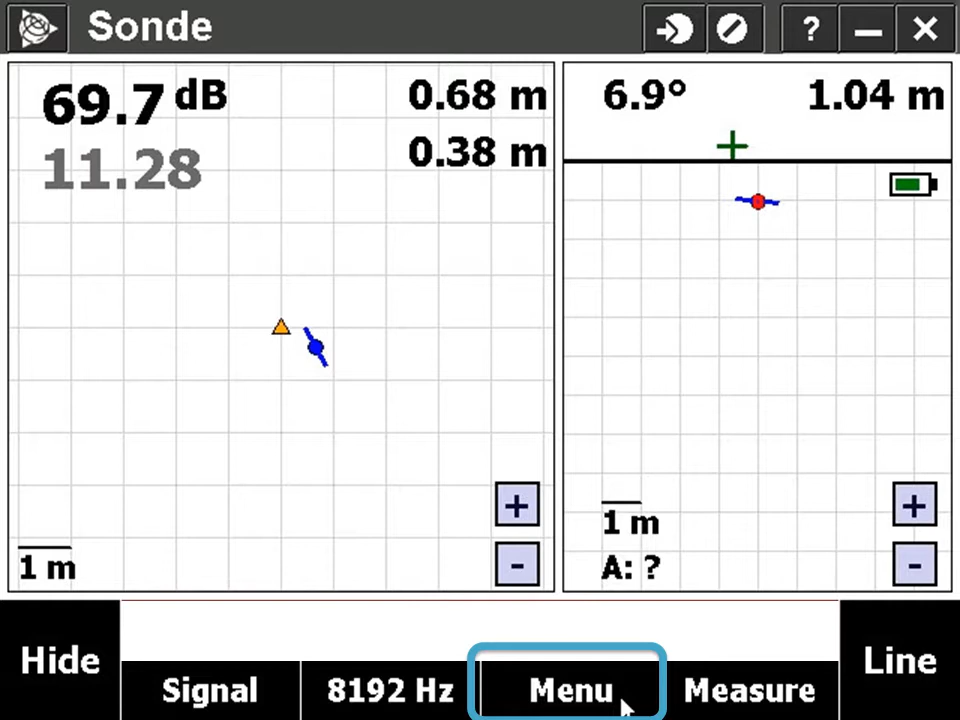 Sonde
?
69.7 dB
11.28
0.68 m
0.38 m
1 m
+
-
6.9° 1.04 m
1 m
A: ?
+
-
Hide
Signal
8192 Hz
Menu
Measure
Line